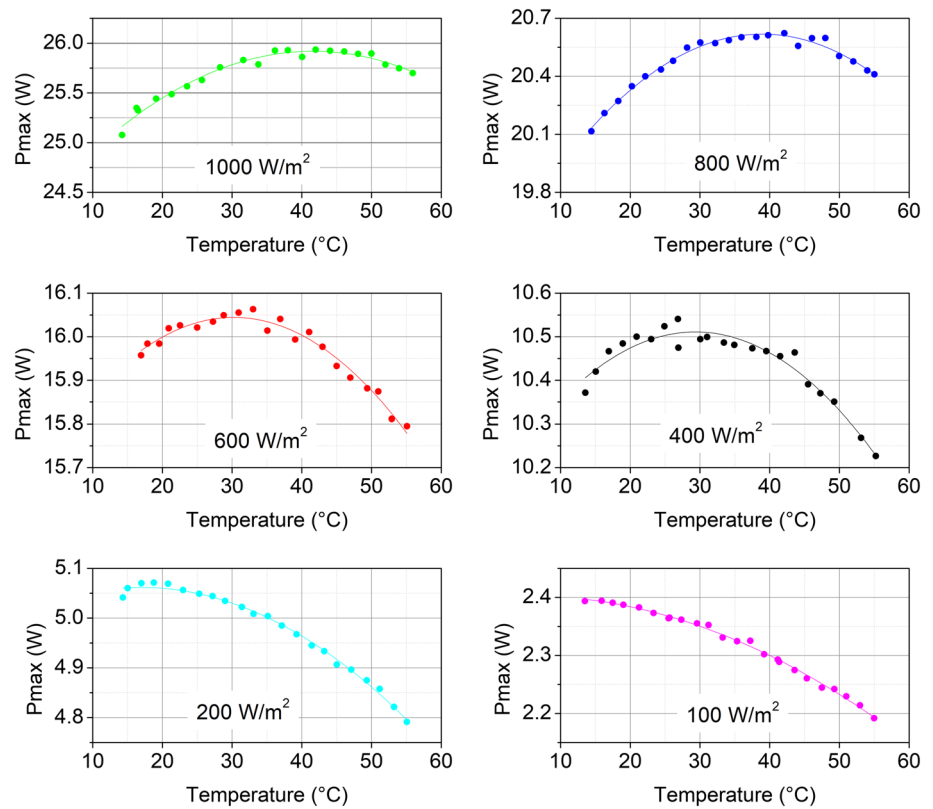 26.0
25.5
25.0
24.5
Pmax (W)
1000 W/m²
10 20 30 40 50 60
Temperature (°C)
20.7
20.4
20.1
19.8
Pmax (W)
800 W/m²
10 20 30 40 50 60
Temperature (°C)
16.1
16.0
15.9
15.8
15.7
Pmax (W)
600 W/m²
10 20 30 40 50 60
Temperature (°C)
10.6
10.5
10.4
10.3
10.2
Pmax (W)
400 W/m²
10 20 30 40 50 60
Temperature (°C)
5.1
5.0
4.9
4.8
Pmax (W)
200 W/m²
10 20 30 40 50 60
Temperature (°C)
2.4
2.3
2.2
Pmax (W)
100 W/m²
10 20 30 40 50 60
Temperature (°C)